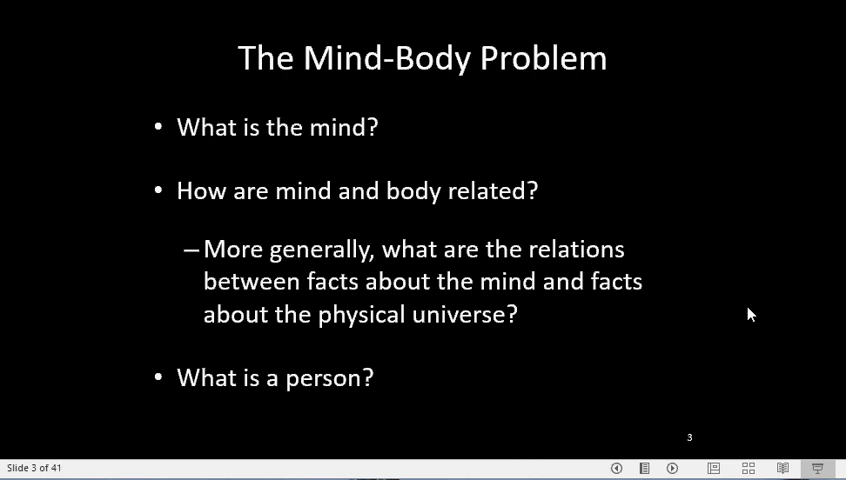 The Mind-Body Problem
• What is the mind?
• How are mind and body related?
– More generally, what are the relations
between facts about the mind and facts
about the physical universe?
• What is a person?
3
Slide 3 of 41